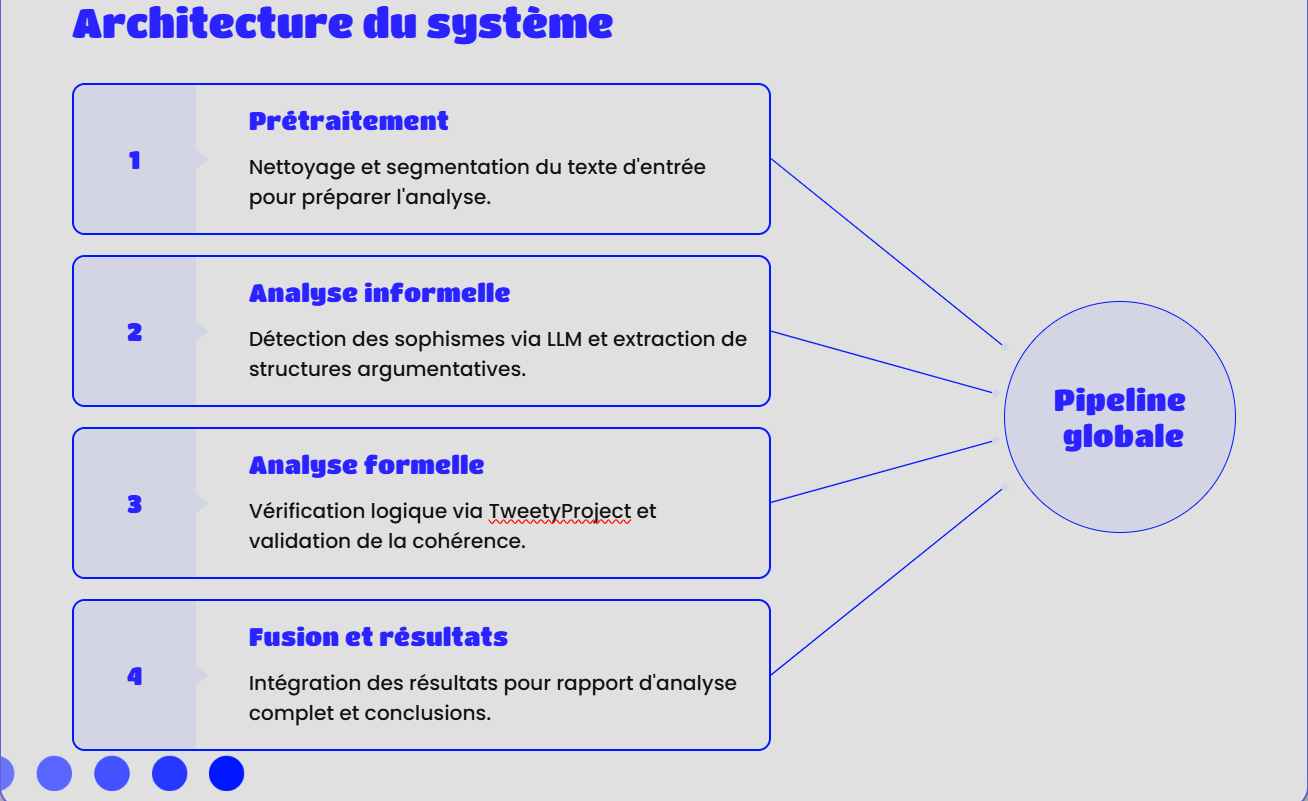 Architecture du système
1
Prétraitement
Nettoyage et segmentation du texte d'entrée
pour préparer l'analyse.
2
Analyse informelle
Détection des sophismes via LLM et extraction de
structures argumentatives.
3
Analyse formelle
Vérification logique via TweetyProject et
validation de la cohérence.
4
Fusion et résultats
Intégration des résultats pour rapport d'analyse
complet et conclusions.
Pipeline
globale